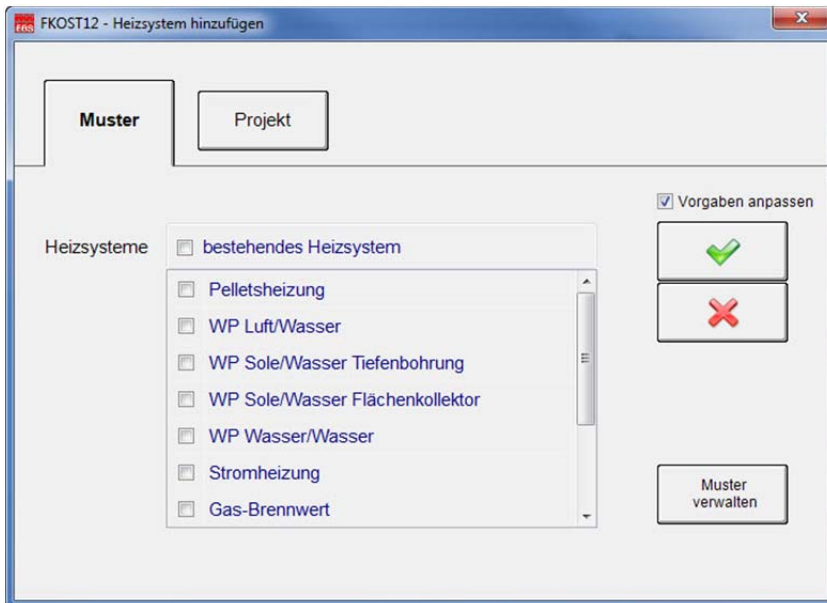 FKOST12 - Heizsystem hinzufügen
Muster
Projekt
Vorgaben anpassen
Heizsysteme
bestehendes Heizsystem
Pelletsheizung
WP Luft/Wasser
WP Sole/Wasser Tiefenbohrung
WP Sole/Wasser Flächenkollektor
WP Wasser/Wasser
Stromheizung
Gas-Brennwert
Muster
verwalten